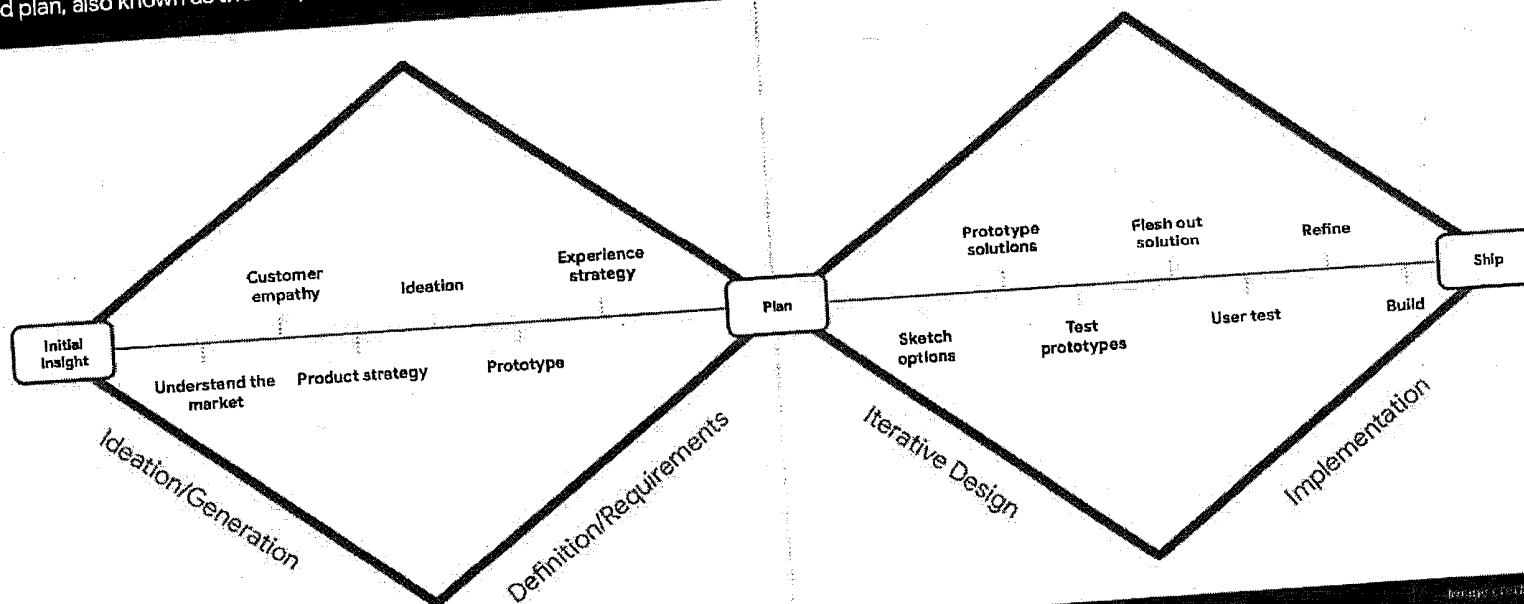 d plan, also known as the
Customer
empathy
Ideation
Experience
strategy
Initial
Insight
Understand the
market
Product strategy
Prototype
Plan
Ideation/Generation
Definition/Requirements
Prototype
solutions
Flesh out
solution
Refine
Ship
Sketch
options
Test
prototypes
User test
Build
Iterative Design
Implementation